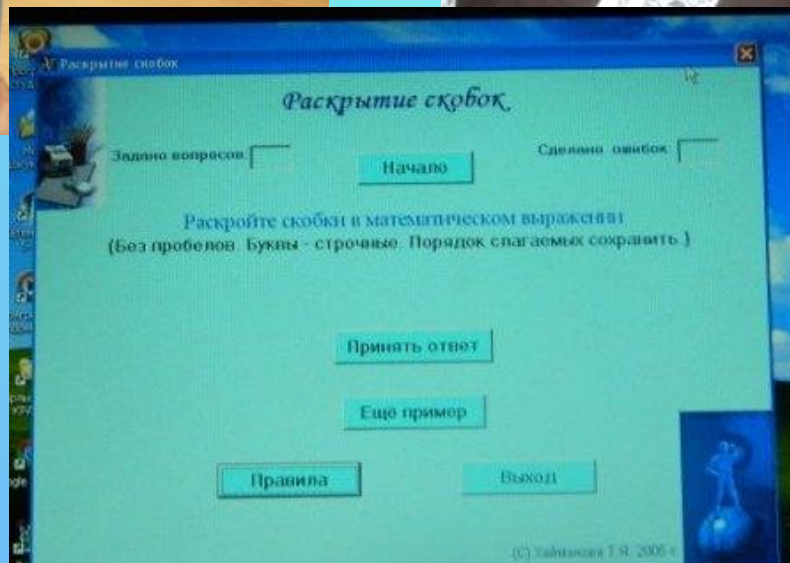 Раскрытие скобок
Раскрытие скобок
Задано вопросов
Начало
Сделано ошибок
Раскройте скобки в математическом выражении
(Без пробелов. Буквы - строчные. Порядок слагаемых сохранить.)
Принять ответ
Ещё пример
Правила
Выход
(C) Т.Я. 2006 г.